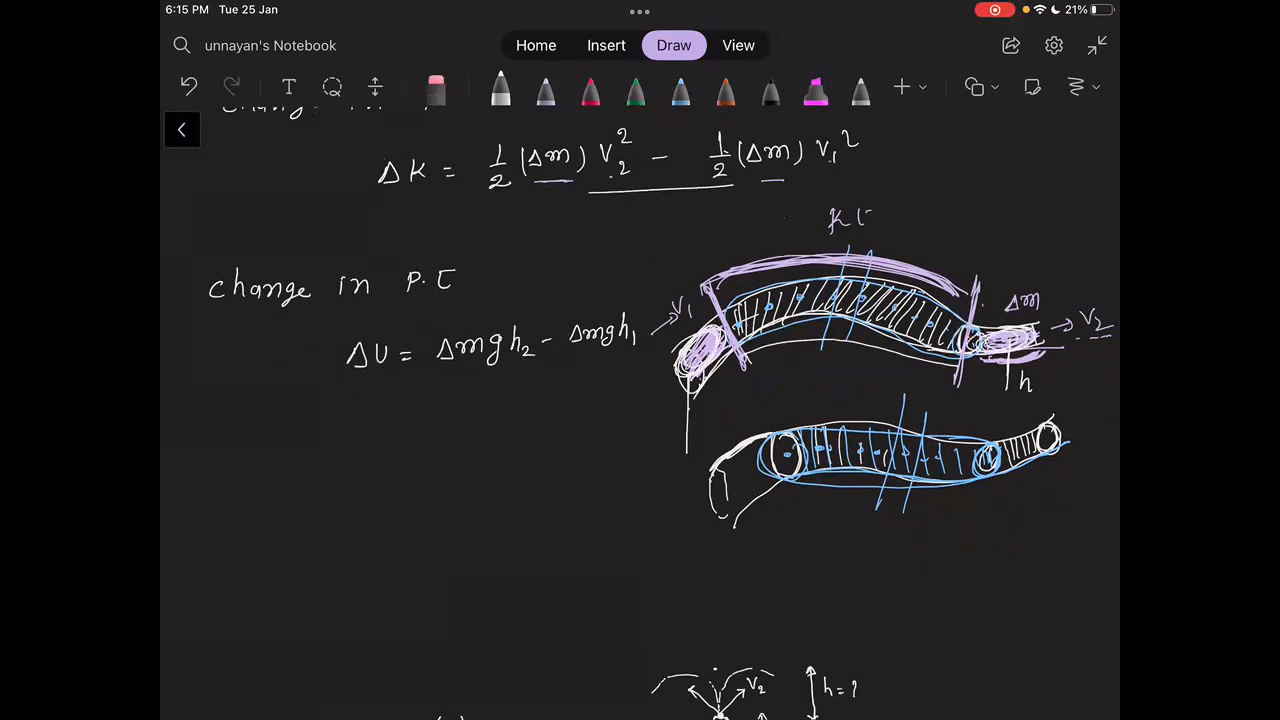 6:15 PM Tue 25 Jan
21%
unnayan's Notebook
Home Insert Draw View
ΔK = 1/2 (Δm) V₂² - 1/2 (Δm) V₁²
change in P.E
ΔU = Δmgh₂ - Δmgh₁
V₁
Δm
V₂
h
V₂
h = ?